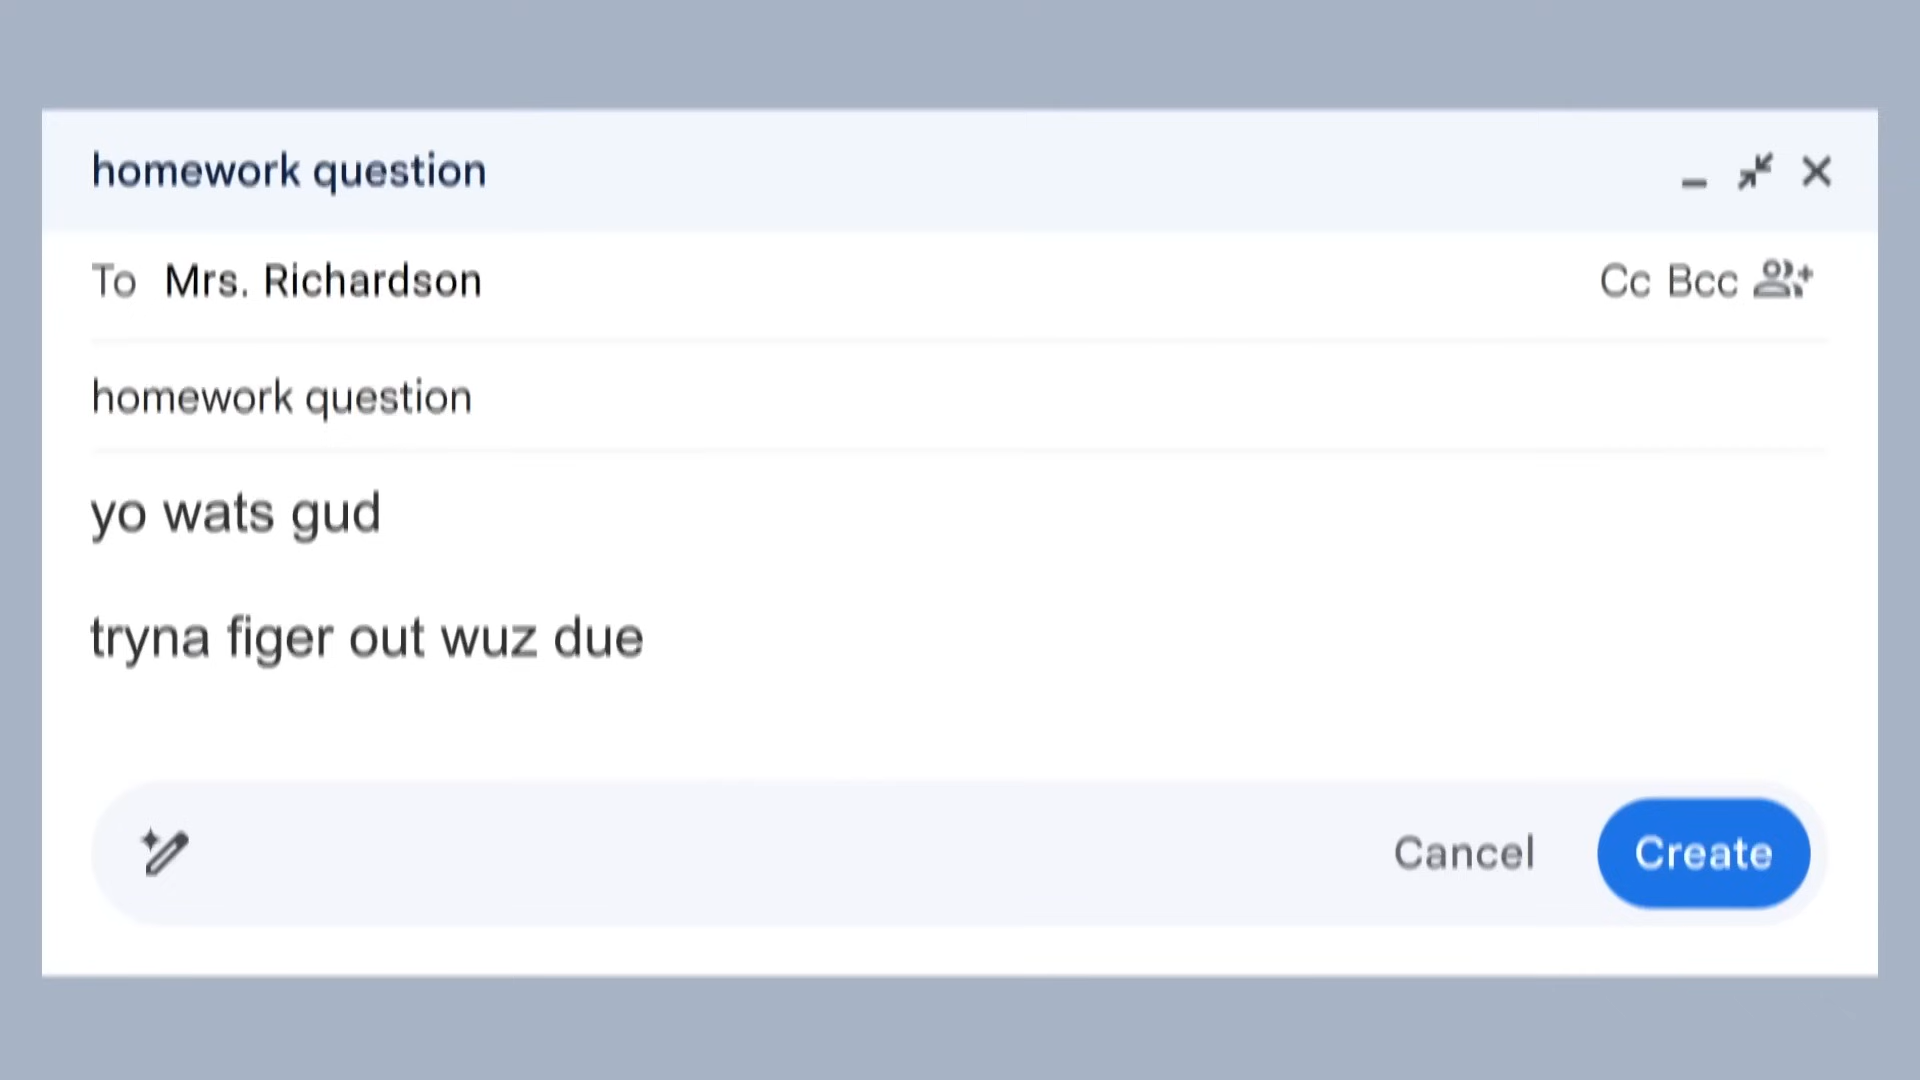 homework question
To Mrs. Richardson Cc Bcc
homework question
yo wats gud
tryna figer out wuz due
Cancel Create